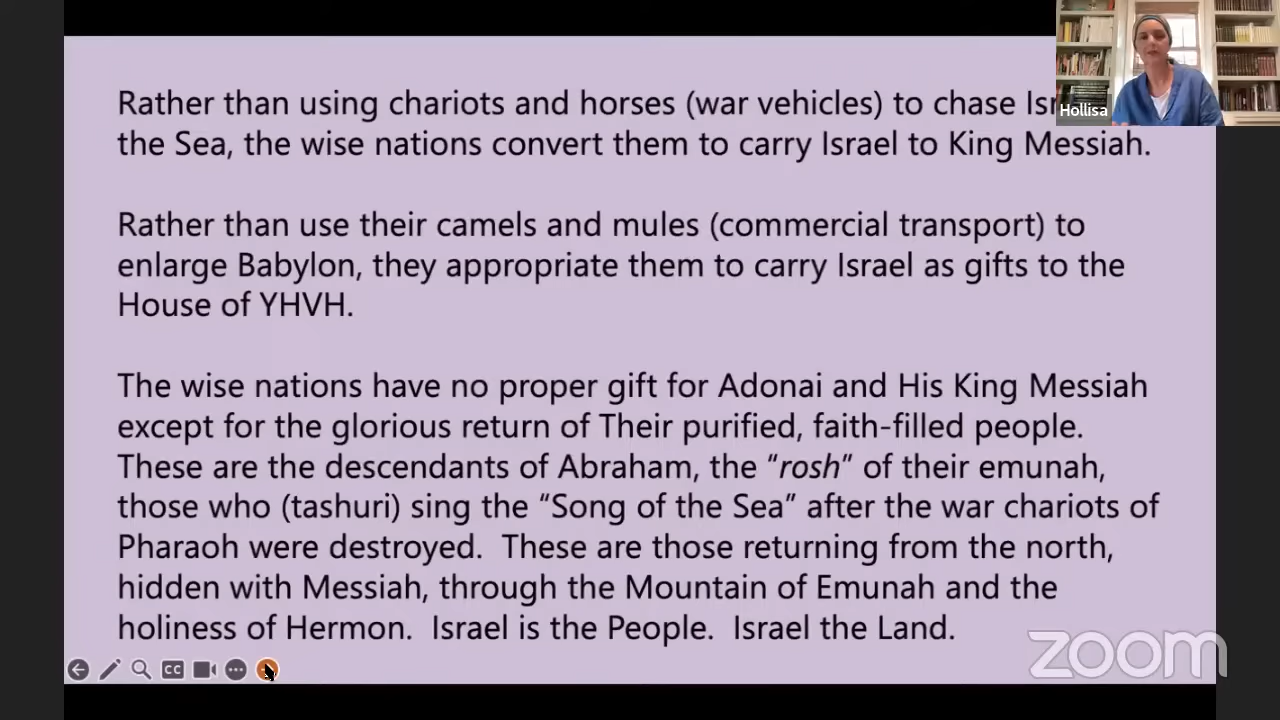 Rather than using chariots and horses (war vehicles) to chase
the Sea, the wise nations convert them to carry Israel to King Messiah.
Rather than use their camels and mules (commercial transport) to
enlarge Babylon, they appropriate them to carry Israel as gifts to the
House of YHVH.
The wise nations have no proper gift for Adonai and His King Messiah
except for the glorious return of Their purified, faith-filled people.
These are the descendants of Abraham, the “rosh” of their emunah,
those who (tashuri) sing the “Song of the Sea” after the war chariots of
Pharaoh were destroyed.  These are those returning from the north,
hidden with Messiah, through the Mountain of Emunah and the
holiness of Hermon.  Israel is the People.  Israel the Land.
Hollisa
CC
zoom